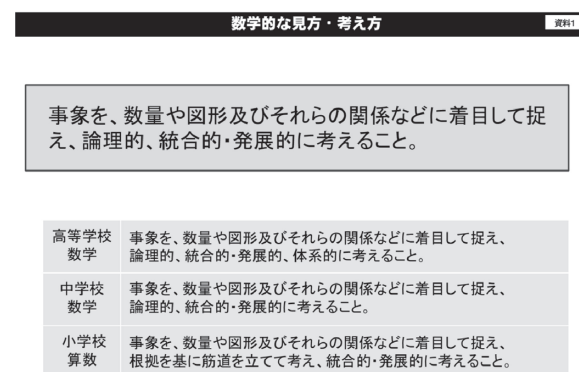 数学的な見方・考え方
資料1
事象を、数量や図形及びそれらの関係などに着目して捉
え、論理的、統合的・発展的に考えること。
高等学校
数学
事象を、数量や図形及びそれらの関係などに着目して捉え、
論理的、統合的・発展的、体系的に考えること。
中学校
数学
事象を、数量や図形及びそれらの関係などに着目して捉え、
論理的、統合的・発展的に考えること。
小学校
算数
事象を、数量や図形及びそれらの関係などに着目して捉え、
根拠を基に筋道を立てて考え、統合的・発展的に考えること。